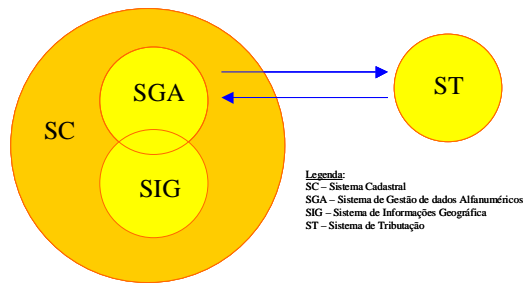 SGA
ST
SC
SIG
Legenda:
SC – Sistema Cadastral
SGA – Sistema de Gestão de dados Alfanuméricos
SIG – Sistema de Informações Geográfica
ST – Sistema de Tributação